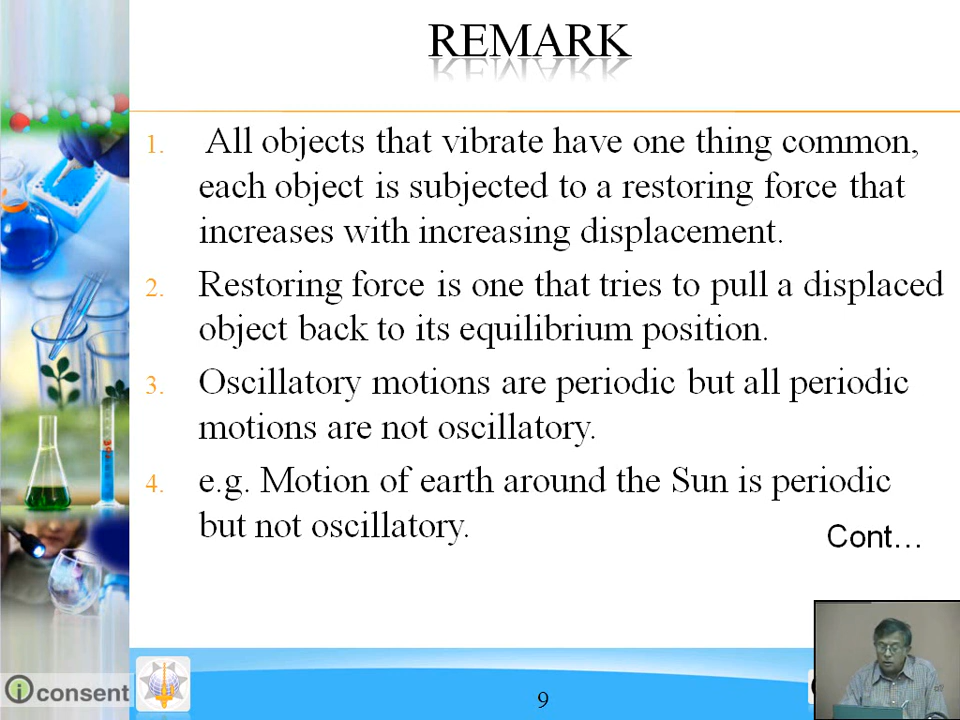 REMARK
1. All objects that vibrate have one thing common,
each object is subjected to a restoring force that
increases with increasing displacement.
2. Restoring force is one that tries to pull a displaced
object back to its equilibrium position.
3. Oscillatory motions are periodic but all periodic
motions are not oscillatory.
4. e.g. Motion of earth around the Sun is periodic
but not oscillatory.
Cont…
i consent
9